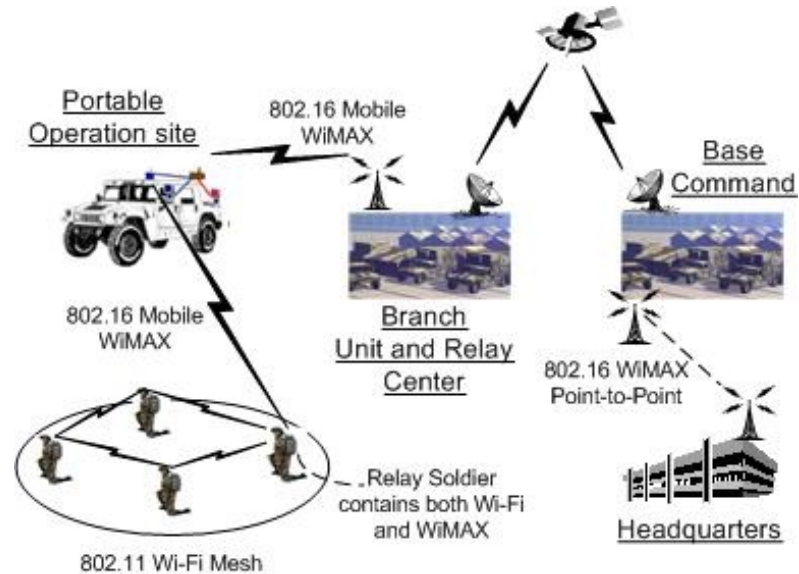 Portable
Operation site
802.16 Mobile
WiMAX
Base
Command
802.16 Mobile
WiMAX
Branch
Unit and Relay
Center
802.16 WiMAX
Point-to-Point
Relay Soldier
contains both Wi-Fi
and WiMAX
Headquarters
802.11 Wi-Fi Mesh